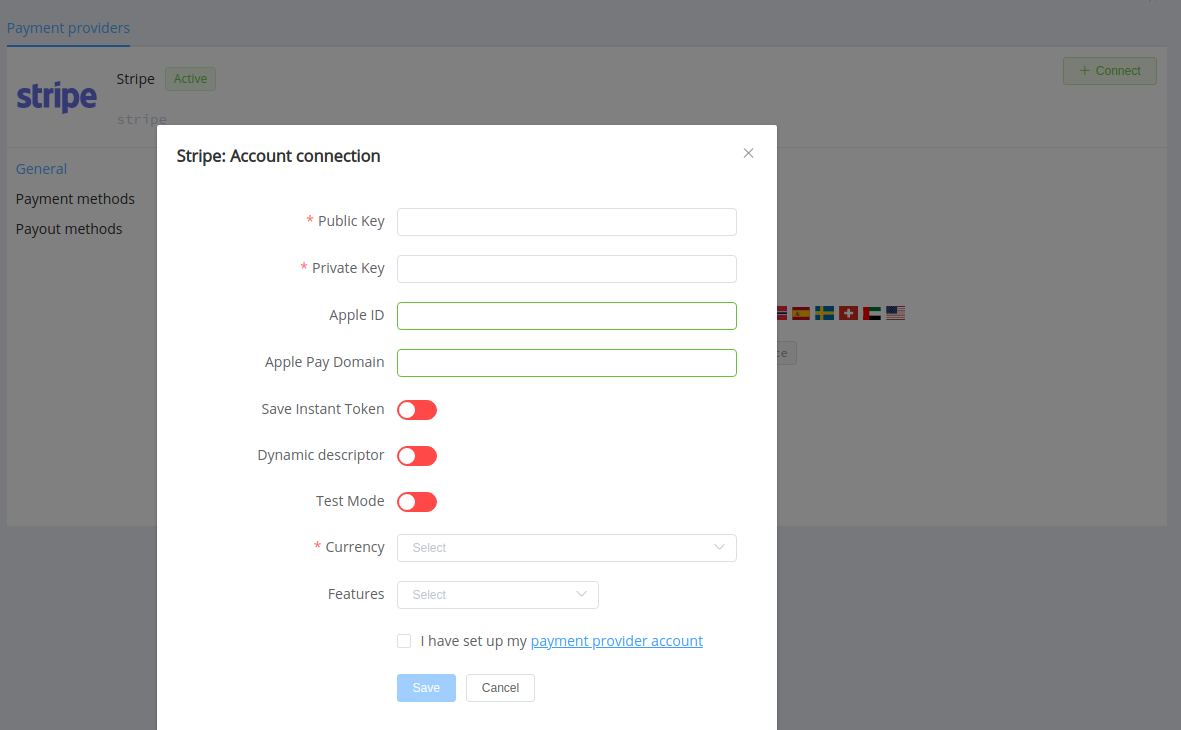 Payment providers
stripe
Stripe
Active
+ Connect
stripe
General
Payment methods
Payout methods
Stripe: Account connection
* Public Key
* Private Key
Apple ID
Apple Pay Domain
Save Instant Token
Dynamic descriptor
Test Mode
* Currency
Select
Features
Select
I have set up my payment provider account
Save
Cancel